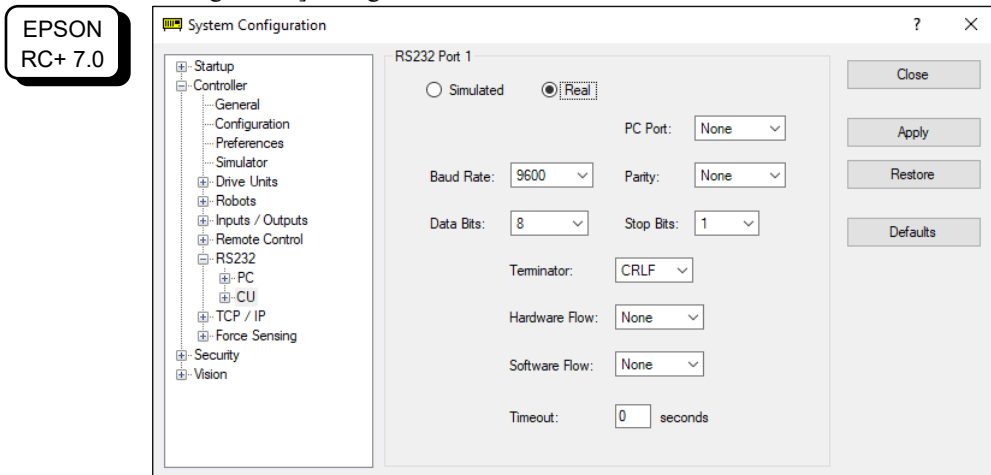 EPSON
RC+ 7.0
System Configuration
?
Startup
Controller
General
Configuration
Preferences
Simulator
Drive Units
Robots
Inputs / Outputs
Remote Control
RS232
PC
CU
TCP / IP
Force Sensing
Security
Vision
RS232 Port 1
Simulated Real
PC Port: None
Baud Rate: 9600 Parity: None
Data Bits: 8 Stop Bits: 1
Terminator: CRLF
Hardware Flow: None
Software Flow: None
Timeout: 0 seconds
Close
Apply
Restore
Defaults